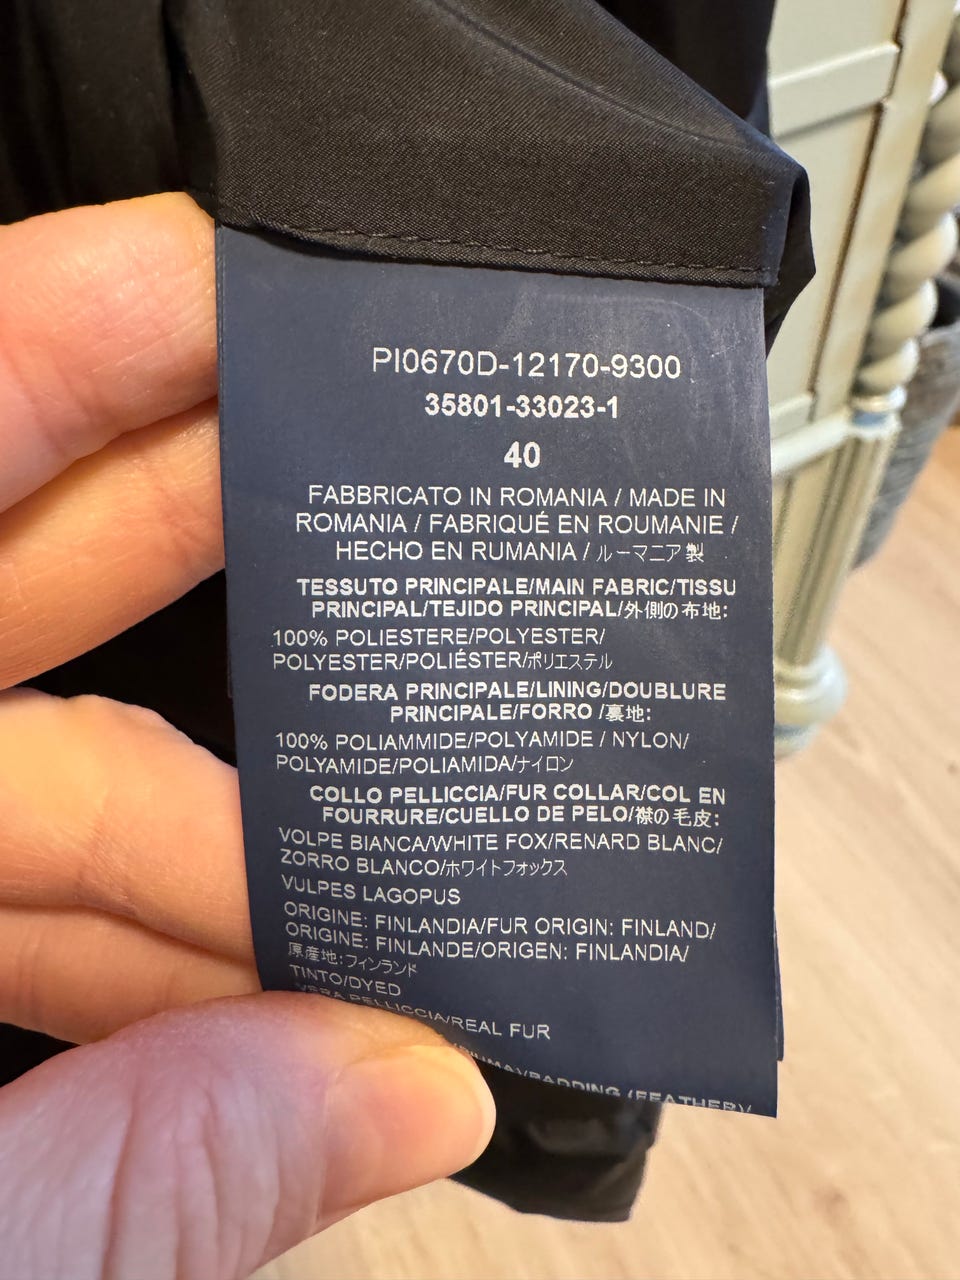 PI0670D-12170-9300
35801-33023-1
40
FABBRICATO IN ROMANIA / MADE IN
ROMANIA / FABRIQUÉ EN ROUMANIE /
HECHO EN RUMANIA / ルーマニア製
TESSUTO PRINCIPALE/MAIN FABRIC/TISSU
PRINCIPAL/TEJIDO PRINCIPAL/外側の布地:
100% POLIESTERE/POLYESTER/
POLYESTER/POLIÉSTER/ポリエステル
FODERA PRINCIPALE/LINING/DOUBLURE
PRINCIPALE/FORRO /裏地:
100% POLIAMMIDE/POLYAMIDE / NYLON/
POLYAMIDE/POLIAMIDA/ナイロン
COLLO PELLICCIA/FUR COLLAR/COL EN
FOURRURE/CUELLO DE PELO/襟の毛皮:
VOLPE BIANCA/WHITE FOX/RENARD BLANC/
ZORRO BLANCO/ホワイトフォックス
VULPES LAGOPUS
ORIGINE: FINLANDIA/FUR ORIGIN: FINLAND/
ORIGINE: FINLANDE/ORIGEN: FINLANDIA/
原産地:フィンランド
TINTO/DYED
VERA PELLICCIA/REAL FUR
(PIUMA)/PADDING (FEATHER)/